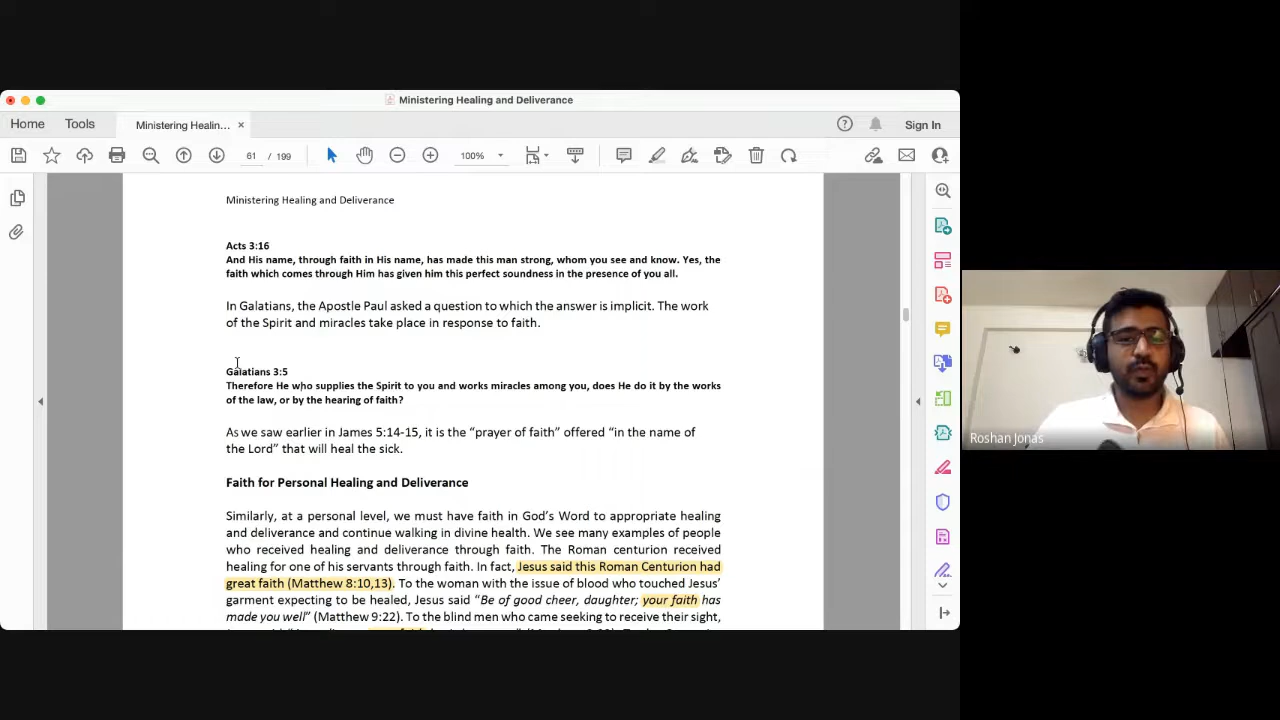 Ministering Healing and Deliverance
Home
Tools
Ministering Healin...
Sign In
61 / 199
100%
Ministering Healing and Deliverance
Acts 3:16
And His name, through faith in His name, has made this man strong, whom you see and know. Yes, the
faith which comes through Him has given him this perfect soundness in the presence of you all.
In Galatians, the Apostle Paul asked a question to which the answer is implicit. The work
of the Spirit and miracles take place in response to faith.
Galatians 3:5
Therefore He who supplies the Spirit to you and works miracles among you, does He do it by the works
of the law, or by the hearing of faith?
As we saw earlier in James 5:14-15, it is the “prayer of faith” offered “in the name of
the Lord” that will heal the sick.
Faith for Personal Healing and Deliverance
Similarly, at a personal level, we must have faith in God’s Word to appropriate healing
and deliverance and continue walking in divine health. We see many examples of people
who received healing and deliverance through faith. The Roman centurion received
healing for one of his servants through faith. In fact, Jesus said this Roman Centurion had
great faith (Matthew 8:10,13). To the woman with the issue of blood who touched Jesus’
garment expecting to be healed, Jesus said “Be of good cheer, daughter; your faith has
made you well” (Matthew 9:22). To the blind men who came seeking to receive their sight,
Roshan Jonas